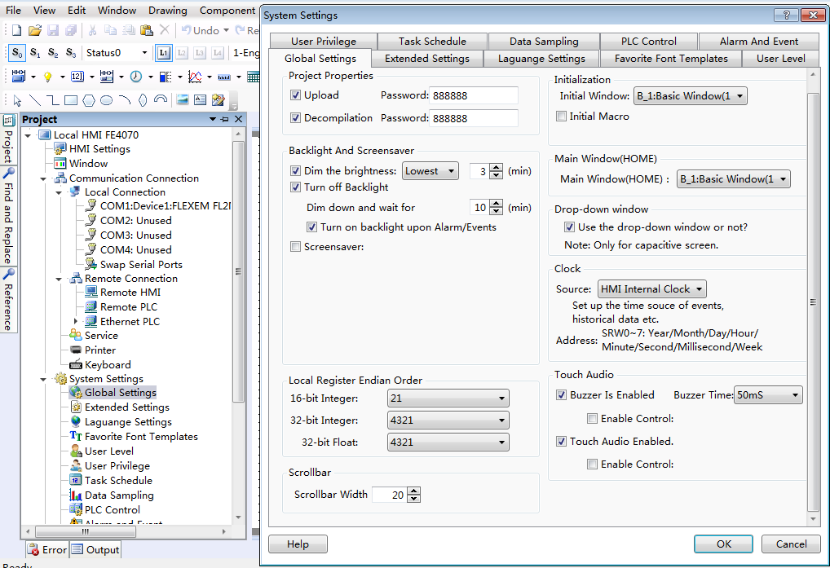 File View Edit Window Drawing Component
Undo Re
S0 S1 S2 S3 Status0 L1 L2 L3 L4 1-Eng
Project
Local HMI FE4070
HMI Settings
Window
Communication Connection
Local Connection
COM1:Device1:FLEXEM FL2I
COM2: Unused
COM3: Unused
COM4: Unused
Swap Serial Ports
Remote Connection
Remote HMI
Remote PLC
Ethernet PLC
Service
Printer
Keyboard
System Settings
Global Settings
Extended Settings
Laguange Settings
Favorite Font Templates
User Level
User Privilege
Task Schedule
Data Sampling
PLC Control
Alarm and Event
Error Output
Ready
Project
Find and Replace
Reference
System Settings
User Privilege Task Schedule Data Sampling PLC Control Alarm And Event
Global Settings Extended Settings Laguange Settings Favorite Font Templates User Level
Project Properties
Upload Password: 888888
Decompilation Password: 888888
Backlight And Screensaver
Dim the brightness: Lowest 3 (min)
Turn off Backlight
Dim down and wait for 10 (min)
Turn on backlight upon Alarm/Events
Screensaver:
Local Register Endian Order
16-bit Integer: 21
32-bit Integer: 4321
32-bit Float: 4321
Scrollbar
Scrollbar Width 20
Initialization
Initial Window: B_1:Basic Window(1
Initial Macro
Main Window(HOME)
Main Window(HOME) : B_1:Basic Window(1
Drop-down window
Use the drop-down window or not?
Note: Only for capacitive screen.
Clock
Source: HMI Internal Clock
Set up the time souce of events,
historical data etc.
Address: SRW0~7: Year/Month/Day/Hour/
Minute/Second/Millisecond/Week
Touch Audio
Buzzer Is Enabled Buzzer Time: 50mS
Enable Control:
Touch Audio Enabled.
Enable Control:
Help OK Cancel